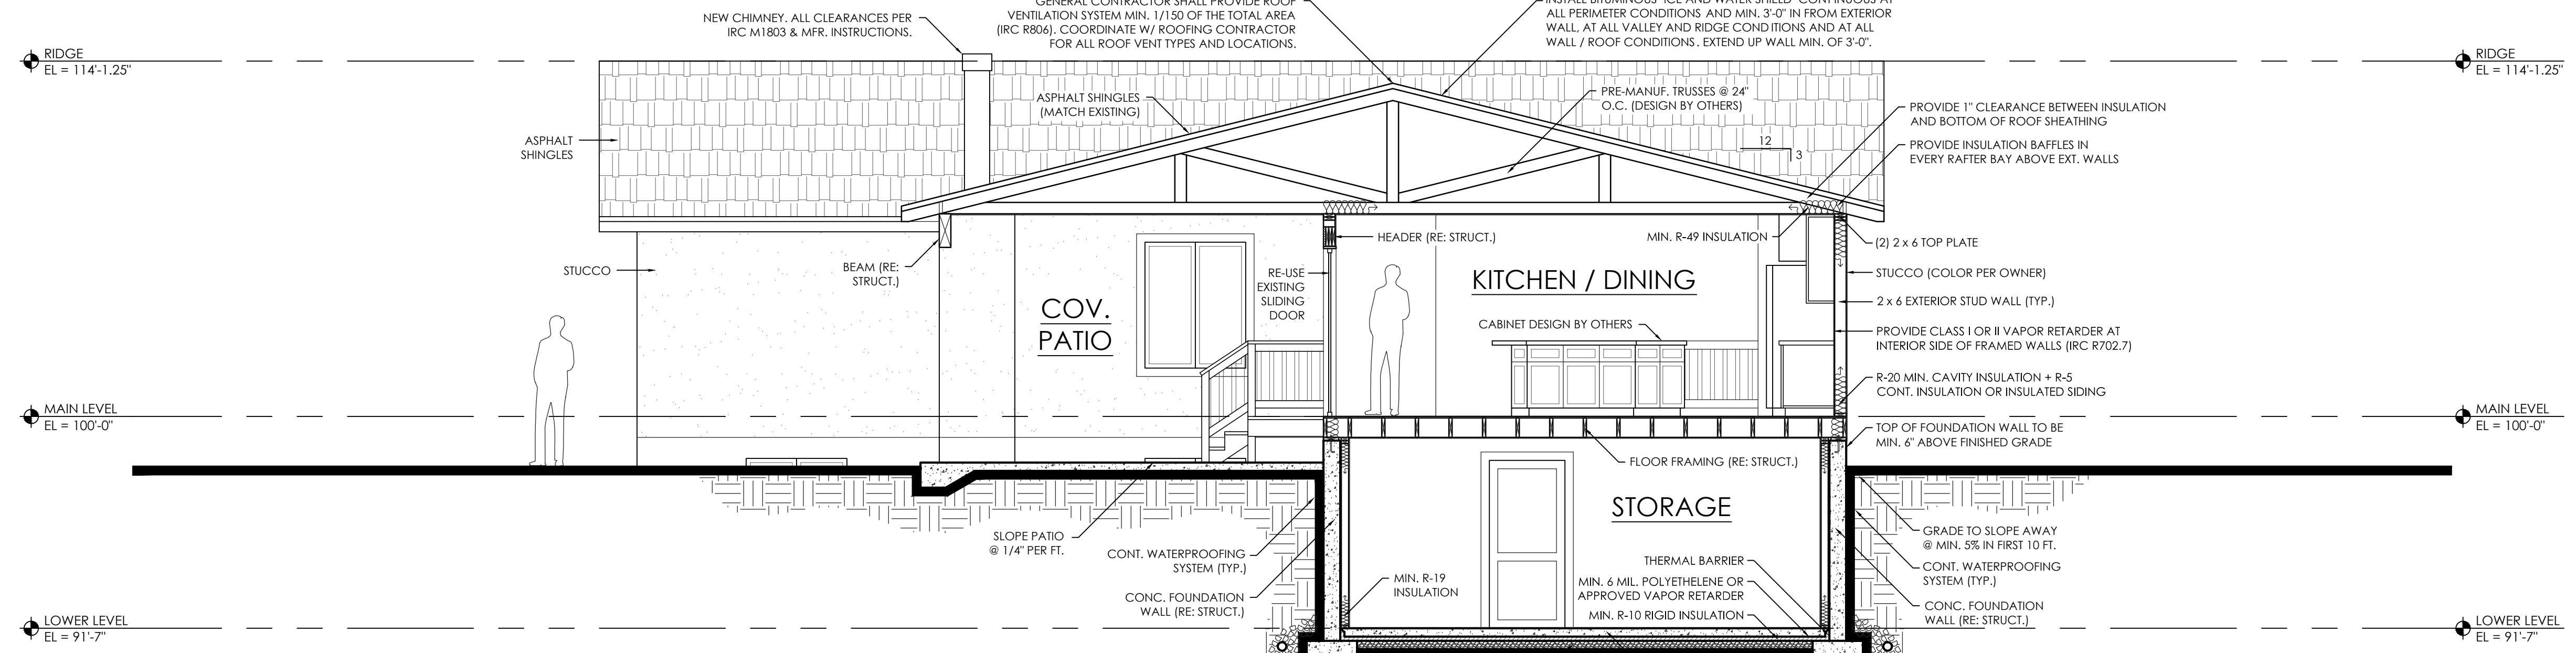 GENERAL CONTRACTOR SHALL PROVIDE ROOF
VENTILATION SYSTEM MIN. 1/150 OF THE TOTAL AREA
(IRC R806). COORDINATE W/ ROOFING CONTRACTOR
FOR ALL ROOF VENT TYPES AND LOCATIONS.
INSTALL BITUMINOUS "ICE AND WATER SHIELD" CONTINUOUS AT
ALL PERIMETER CONDITIONS AND MIN. 3'-0" IN FROM EXTERIOR
WALL, AT ALL VALLEY AND RIDGE CONDITIONS AND AT ALL
WALL / ROOF CONDITIONS. EXTEND UP WALL MIN. OF 3'-0".
NEW CHIMNEY. ALL CLEARANCES PER
IRC M1803 & MFR. INSTRUCTIONS.
RIDGE
EL = 114'-1.25"
RIDGE
EL = 114'-1.25"
ASPHALT SHINGLES
(MATCH EXISTING)
PRE-MANUF. TRUSSES @ 24"
O.C. (DESIGN BY OTHERS)
PROVIDE 1" CLEARANCE BETWEEN INSULATION
AND BOTTOM OF ROOF SHEATHING
ASPHALT
SHINGLES
12
3
PROVIDE INSULATION BAFFLES IN
EVERY RAFTER BAY ABOVE EXT. WALLS
HEADER (RE: STRUCT.)
MIN. R-49 INSULATION
(2) 2 x 6 TOP PLATE
STUCCO
BEAM (RE:
STRUCT.)
RE-USE
EXISTING
SLIDING
DOOR
KITCHEN / DINING
STUCCO (COLOR PER OWNER)
2 x 6 EXTERIOR STUD WALL (TYP.)
COV.
PATIO
CABINET DESIGN BY OTHERS
PROVIDE CLASS I OR II VAPOR RETARDER AT
INTERIOR SIDE OF FRAMED WALLS (IRC R702.7)
R-20 MIN. CAVITY INSULATION + R-5
CONT. INSULATION OR INSULATED SIDING
MAIN LEVEL
EL = 100'-0"
MAIN LEVEL
EL = 100'-0"
TOP OF FOUNDATION WALL TO BE
MIN. 6" ABOVE FINISHED GRADE
FLOOR FRAMING (RE: STRUCT.)
STORAGE
SLOPE PATIO
@ 1/4" PER FT.
GRADE TO SLOPE AWAY
@ MIN. 5% IN FIRST 10 FT.
CONT. WATERPROOFING
SYSTEM (TYP.)
THERMAL BARRIER
CONT. WATERPROOFING
SYSTEM (TYP.)
MIN. R-19
INSULATION
MIN. 6 MIL. POLYETHELENE OR
APPROVED VAPOR RETARDER
CONC. FOUNDATION
WALL (RE: STRUCT.)
MIN. R-10 RIGID INSULATION
CONC. FOUNDATION
WALL (RE: STRUCT.)
LOWER LEVEL
EL = 91'-7"
LOWER LEVEL
EL = 91'-7"